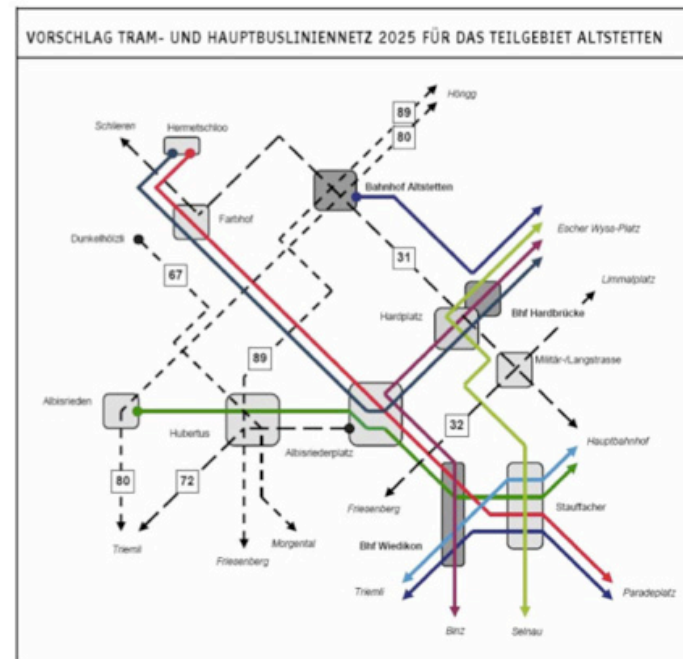 VORSCHLAG TRAM- UND HAUPTBUSLINIENNETZ 2025 FÜR DAS TEILGEBIET ALTSTETTEN
89
Höngg
80
Schlieren
Hermetschloo
Bahnhof Altstetten
Farbhof
Escher Wyss-Platz
Dunkelhölzli
31
67
Limmatplatz
Bhf Hardbrücke
Hardplatz
Militär-/Langstrasse
89
Albisrieden
32
Hubertus
Albisriederplatz
Hauptbahnhof
80
72
Friesenberg
Stauffacher
Bhf Wiedikon
Morgental
Triemli
Friesenberg
Triemli
Paradeplatz
Binz
Selnau